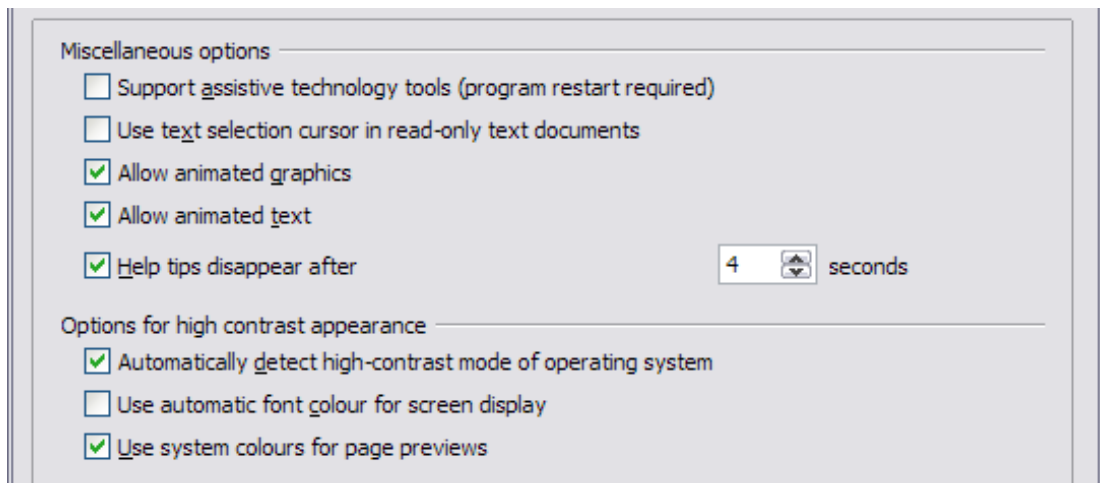 Miscellaneous options
Support assistive technology tools (program restart required)
Use text selection cursor in read-only text documents
Allow animated graphics
Allow animated text
Help tips disappear after 4 seconds
Options for high contrast appearance
Automatically detect high-contrast mode of operating system
Use automatic font colour for screen display
Use system colours for page previews